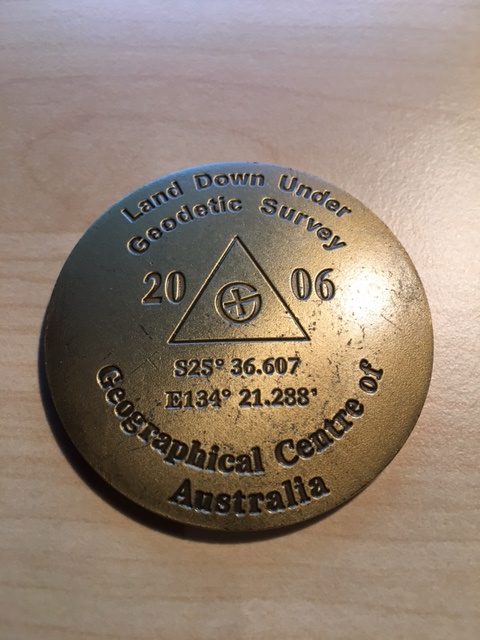 Land Down Under
Geodetic Survey
20 06
S25° 36.607
E134° 21.288'
Geographical Centre of
Australia